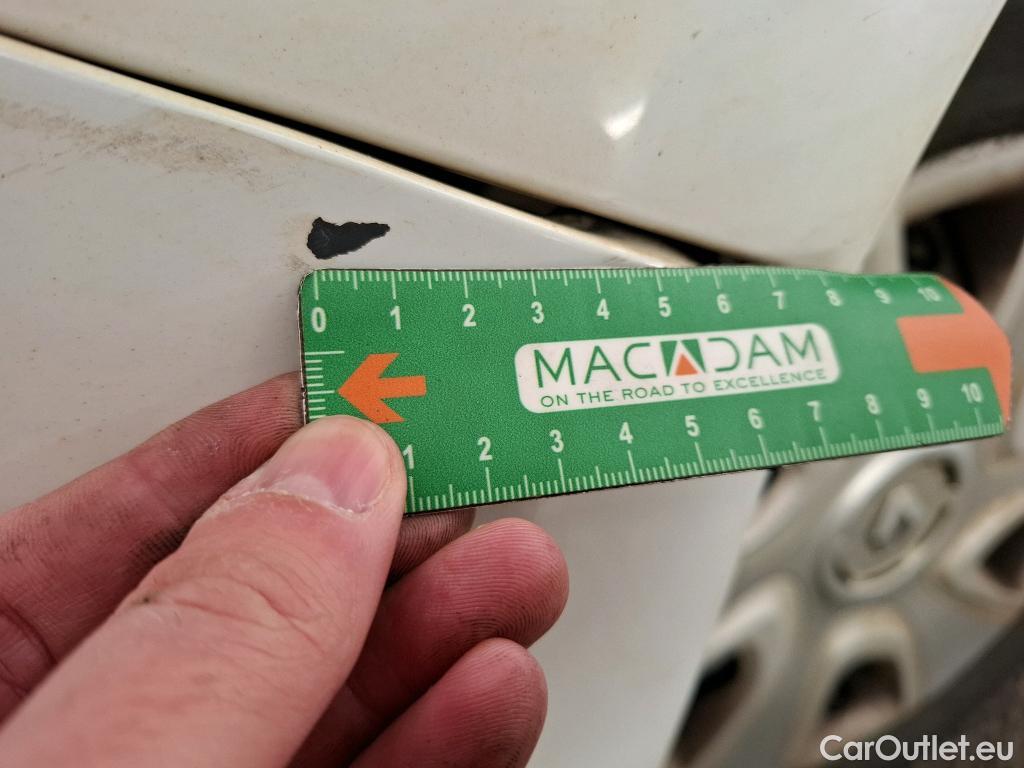 0 1 2 3 4 5 6 7 8 9 10
MACADAM
ON THE ROAD TO EXCELLENCE
1 2 3 4 5 6 7 8 9 10
CarOutlet.eu